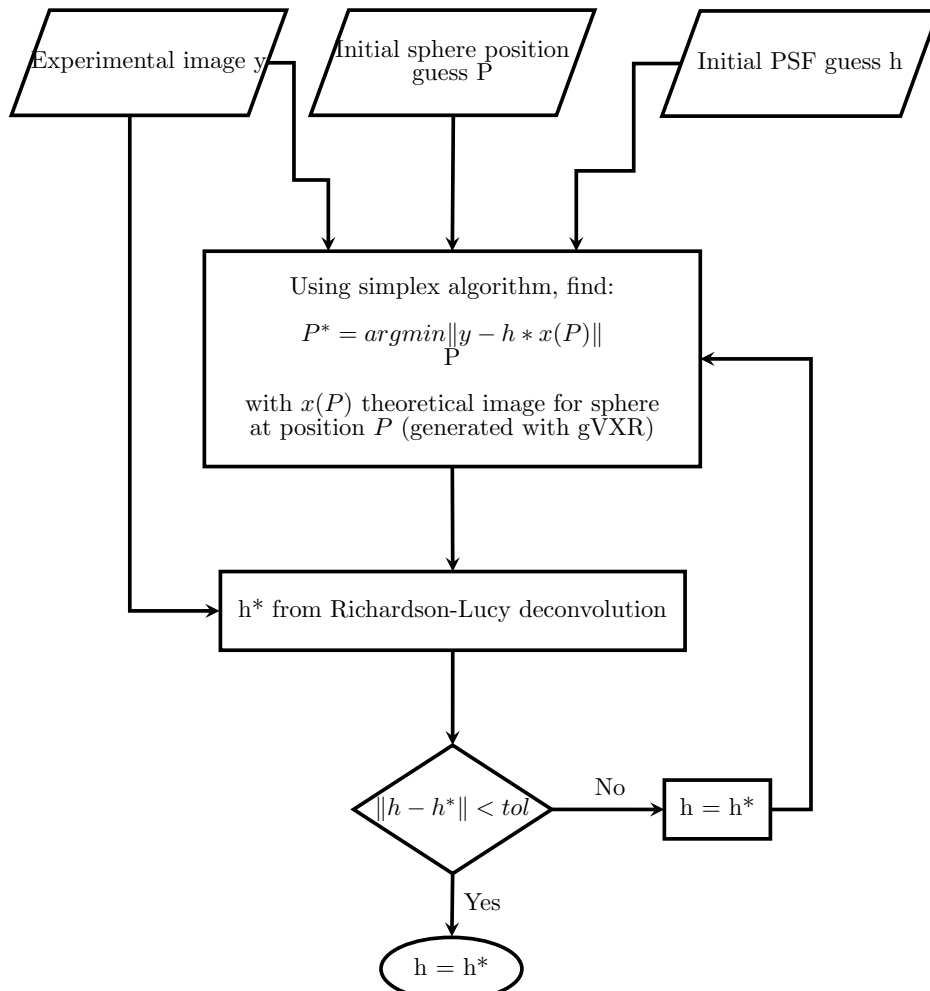 Experimental image y
Initial sphere position
guess P
Initial PSF guess h
Using simplex algorithm, find:
P* = argmin‖y − h ∗ x(P)‖
P
with x(P) theoretical image for sphere
at position P (generated with gVXR)
h* from Richardson-Lucy deconvolution
‖h − h*‖ < tol
No
h = h*
Yes
h = h*